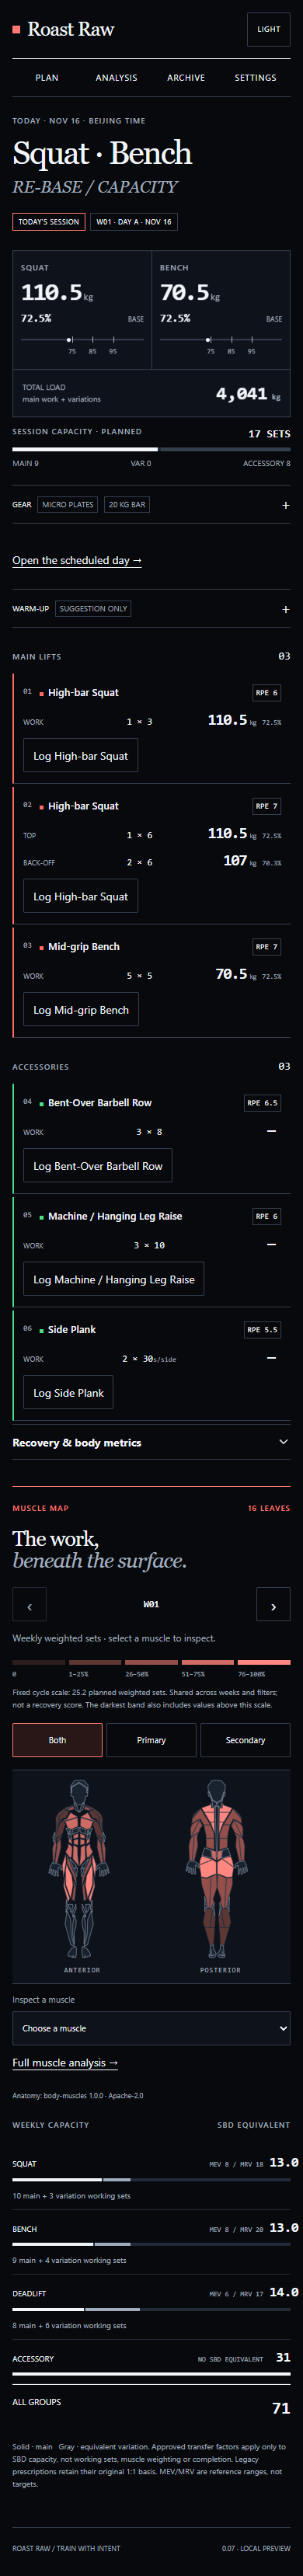 Roast Raw
LIGHT
PLAN ANALYSIS ARCHIVE SETTINGS
TODAY · NOV 16 · BEIJING TIME
Squat · Bench
RE-BASE / CAPACITY
TODAY'S SESSION W01 · DAY A · NOV 16
SQUAT
110.5 kg
72.5% BASE
75 85 95
BENCH
70.5 kg
72.5% BASE
75 85 95
TOTAL LOAD
main work + variations
4,041 kg
SESSION CAPACITY · PLANNED 17 SETS
MAIN 9 VAR 0 ACCESSORY 8
GEAR MICRO PLATES 20 KG BAR +
Open the scheduled day →
WARM-UP SUGGESTION ONLY +
MAIN LIFTS 03
01 High-bar Squat RPE 6
WORK 1 × 3 110.5 kg 72.5%
Log High-bar Squat
02 High-bar Squat RPE 7
TOP 1 × 6 110.5 kg 72.5%
BACK-OFF 2 × 6 107 kg 70.3%
Log High-bar Squat
03 Mid-grip Bench RPE 7
WORK 5 × 5 70.5 kg 72.5%
Log Mid-grip Bench
ACCESSORIES 03
04 Bent-Over Barbell Row RPE 6.5
WORK 3 × 8 —
Log Bent-Over Barbell Row
05 Machine / Hanging Leg Raise RPE 6
WORK 3 × 10 —
Log Machine / Hanging Leg Raise
06 Side Plank RPE 5.5
WORK 2 × 30s/side —
Log Side Plank
Recovery & body metrics
MUSCLE MAP 16 LEAVES
The work,
beneath the surface.
‹ W01 ›
Weekly weighted sets · select a muscle to inspect.
0 1–25% 26–50% 51–75% 76–100%
Fixed cycle scale: 25.2 planned weighted sets. Shared across weeks and filters;
not a recovery score. The darkest band also includes values above this scale.
Both Primary Secondary
ANTERIOR POSTERIOR
Inspect a muscle
Choose a muscle
Full muscle analysis →
Anatomy: body-muscles 1.0.0 · Apache-2.0
WEEKLY CAPACITY SBD EQUIVALENT
SQUAT MEV 8 / MRV 18 13.0
10 main + 3 variation working sets
BENCH MEV 8 / MRV 20 13.0
9 main + 4 variation working sets
DEADLIFT MEV 6 / MRV 17 14.0
8 main + 6 variation working sets
ACCESSORY NO SBD EQUIVALENT 31
ALL GROUPS 71
Solid · main Gray · equivalent variation. Approved transfer factors apply only to
SBD capacity, not working sets, muscle weighting or completion. Legacy
prescriptions retain their original 1:1 basis. MEV/MRV are reference ranges, not
targets.
ROAST RAW / TRAIN WITH INTENT 0.07 · LOCAL PREVIEW